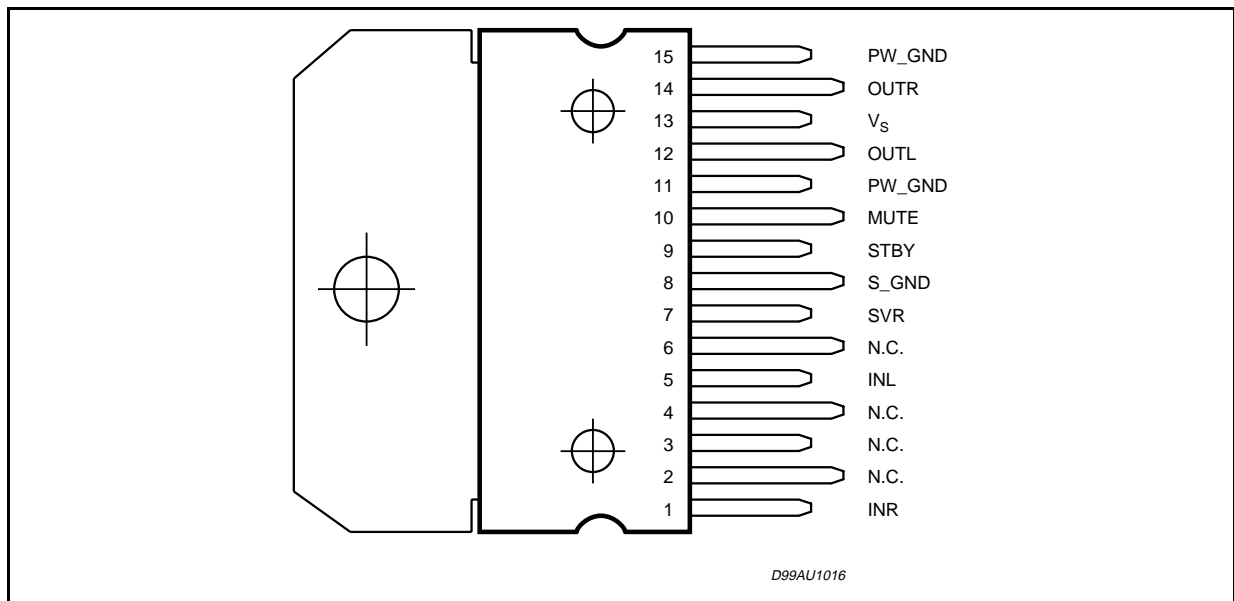 15 PW_GND
14 OUTR
13 VS
12 OUTL
11 PW_GND
10 MUTE
9 STBY
8 S_GND
7 SVR
6 N.C.
5 INL
4 N.C.
3 N.C.
2 N.C.
1 INR
D99AU1016